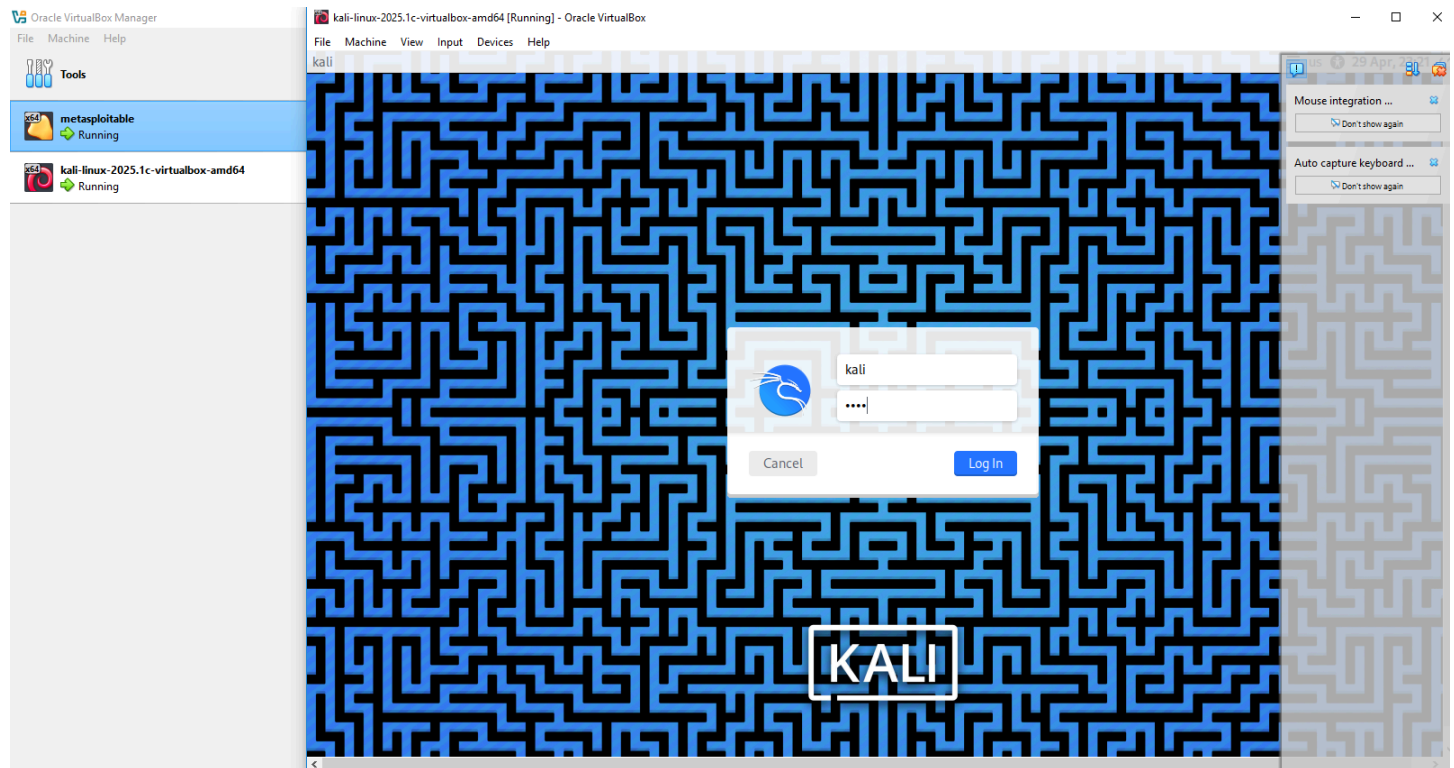 Oracle VirtualBox Manager
File Machine Help
Tools
x64
metasploitable
Running
x64
kali-linux-2025.1c-virtualbox-amd64
Running
kali-linux-2025.1c-virtualbox-amd64 [Running] - Oracle VirtualBox
File Machine View Input Devices Help
kali
29 Apr,
Mouse integration ...
Don't show again
Auto capture keyboard ...
Don't show again
kali
••••
Cancel
Log In
KALI